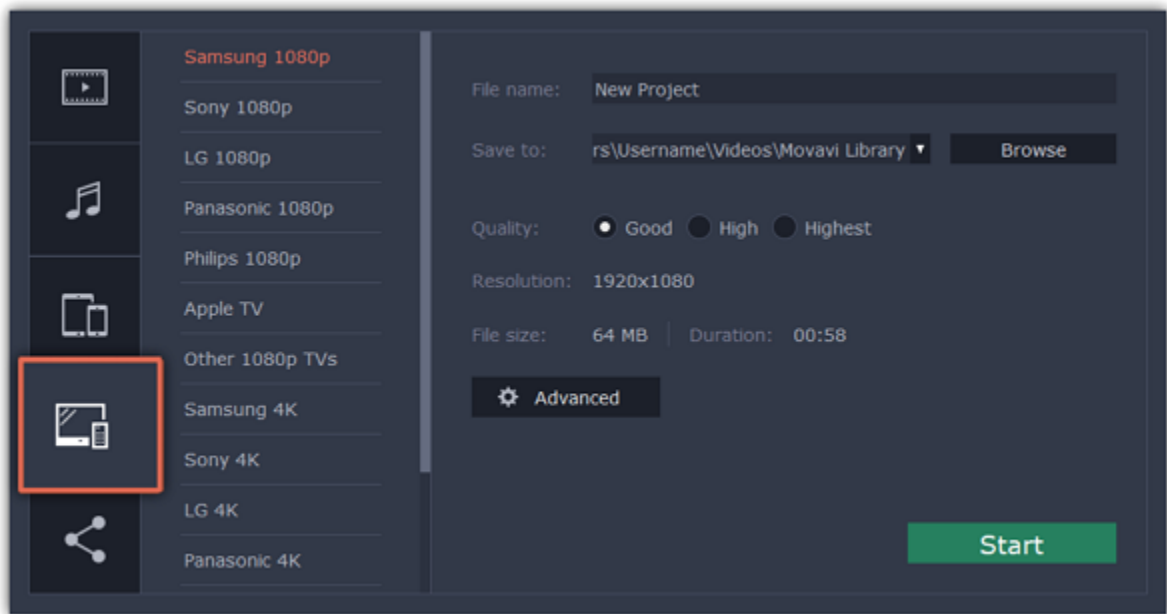 Samsung 1080p
Sony 1080p
LG 1080p
Panasonic 1080p
Philips 1080p
Apple TV
Other 1080p TVs
Samsung 4K
Sony 4K
LG 4K
Panasonic 4K
File name: New Project
Save to: rs\Username\Videos\Movavi Library Browse
Quality: Good High Highest
Resolution: 1920x1080
File size: 64 MB Duration: 00:58
Advanced
Start